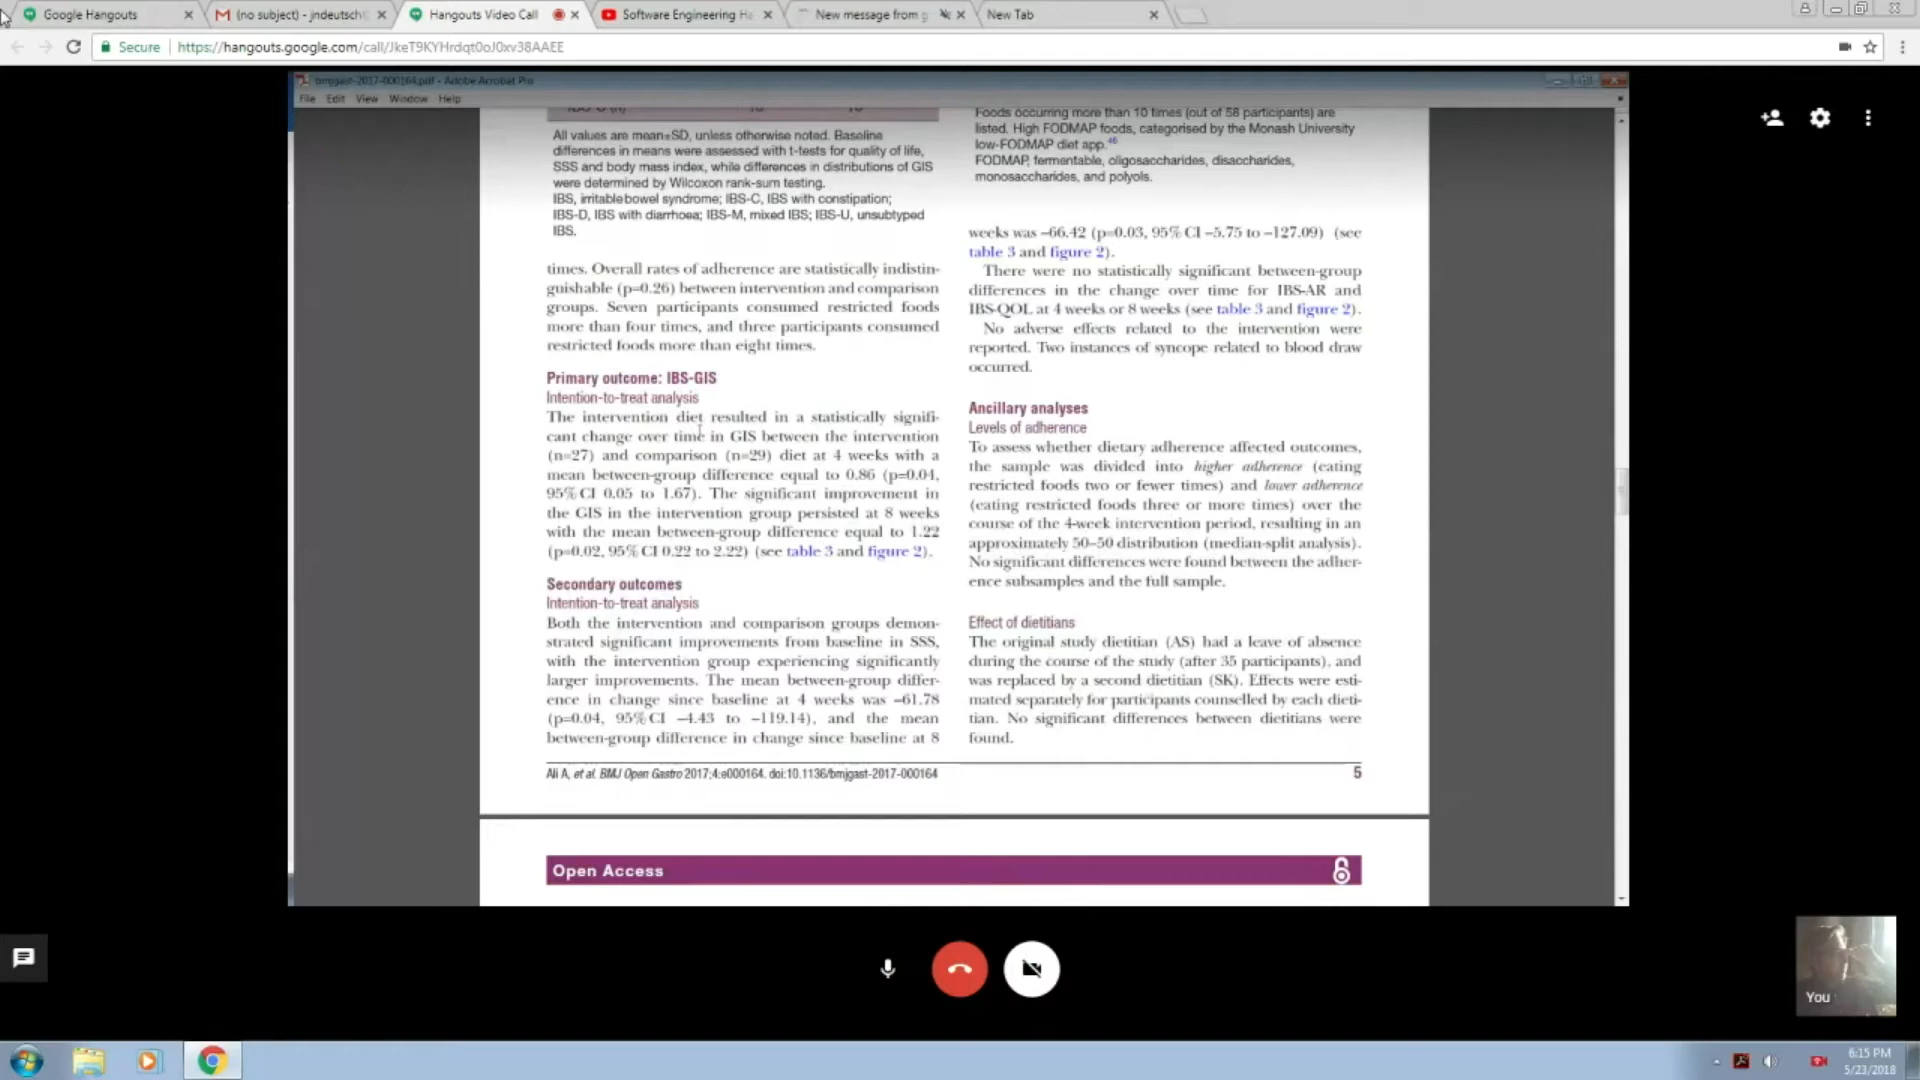 Google Hangouts
(no subject) - jndeutsch
Hangouts Video Call
Software Engineering H
New message from g
New Tab
Secure
https://hangouts.google.com/call/JkeT9KYHrdqt0oJ0xv38AAEE
bmjgast-2017-000164.pdf - Adobe Acrobat Pro
File Edit View Window Help
All values are mean±SD, unless otherwise noted. Baseline
differences in means were assessed with t-tests for quality of life,
SSS and body mass index, while differences in distributions of GIS
were determined by Wilcoxon rank-sum testing.
IBS, irritable bowel syndrome; IBS-C, IBS with constipation;
IBS-D, IBS with diarrhoea; IBS-M, mixed IBS; IBS-U, unsubtyped
IBS.
times. Overall rates of adherence are statistically indistin-
guishable (p=0.26) between intervention and comparison
groups. Seven participants consumed restricted foods
more than four times, and three participants consumed
restricted foods more than eight times.
Primary outcome: IBS-GIS
Intention-to-treat analysis
The intervention diet resulted in a statistically signifi-
cant change over time in GIS between the intervention
(n=27) and comparison (n=29) diet at 4 weeks with a
mean between-group difference equal to 0.86 (p=0.04,
95% CI 0.05 to 1.67). The significant improvement in
the GIS in the intervention group persisted at 8 weeks
with the mean between-group difference equal to 1.22
(p=0.02, 95% CI 0.22 to 2.22) (see table 3 and figure 2).
Secondary outcomes
Intention-to-treat analysis
Both the intervention and comparison groups demon-
strated significant improvements from baseline in SSS,
with the intervention group experiencing significantly
larger improvements. The mean between-group differ-
ence in change since baseline at 4 weeks was −61.78
(p=0.04, 95% CI −4.43 to −119.14), and the mean
between-group difference in change since baseline at 8
Foods occurring more than 10 times (out of 58 participants) are
listed. High FODMAP foods, categorised by the Monash University
low-FODMAP diet app.46
FODMAP, fermentable, oligosaccharides, disaccharides,
monosaccharides, and polyols.
weeks was −66.42 (p=0.03, 95% CI −5.75 to −127.09) (see
table 3 and figure 2).
There were no statistically significant between-group
differences in the change over time for IBS-AR and
IBS-QOL at 4 weeks or 8 weeks (see table 3 and figure 2).
No adverse effects related to the intervention were
reported. Two instances of syncope related to blood draw
occurred.
Ancillary analyses
Levels of adherence
To assess whether dietary adherence affected outcomes,
the sample was divided into higher adherence (eating
restricted foods two or fewer times) and lower adherence
(eating restricted foods three or more times) over the
course of the 4-week intervention period, resulting in an
approximately 50–50 distribution (median-split analysis).
No significant differences were found between the adher-
ence subsamples and the full sample.
Effect of dietitians
The original study dietitian (AS) had a leave of absence
during the course of the study (after 35 participants), and
was replaced by a second dietitian (SK). Effects were esti-
mated separately for participants counselled by each dieti-
tian. No significant differences between dietitians were
found.
Ali A, et al. BMJ Open Gastro 2017;4:e000164. doi:10.1136/bmjgast-2017-000164
5
Open Access
You
6:15 PM
5/23/2018